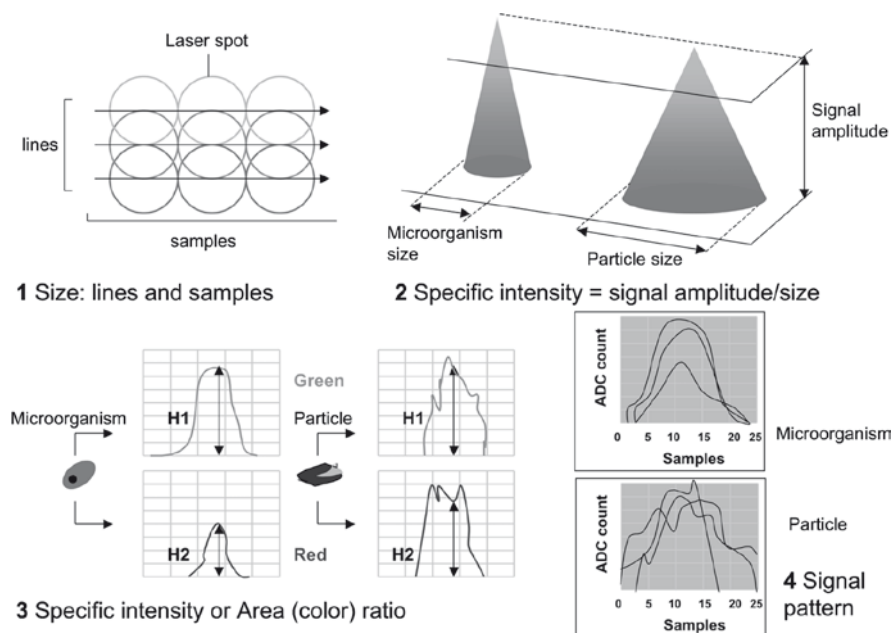 Laser spot
lines
samples
1 Size: lines and samples
Signal
amplitude
Microorganism
size
Particle size
2 Specific intensity = signal amplitude/size
Microorganism
H1
Green
Particle
H1
H2
Red
H2
3 Specific intensity or Area (color) ratio
ADC count
0 5 10 15 20 25
Samples
Microorganism
ADC count
0 5 10 15 20 25
Samples
Particle
4 Signal
pattern